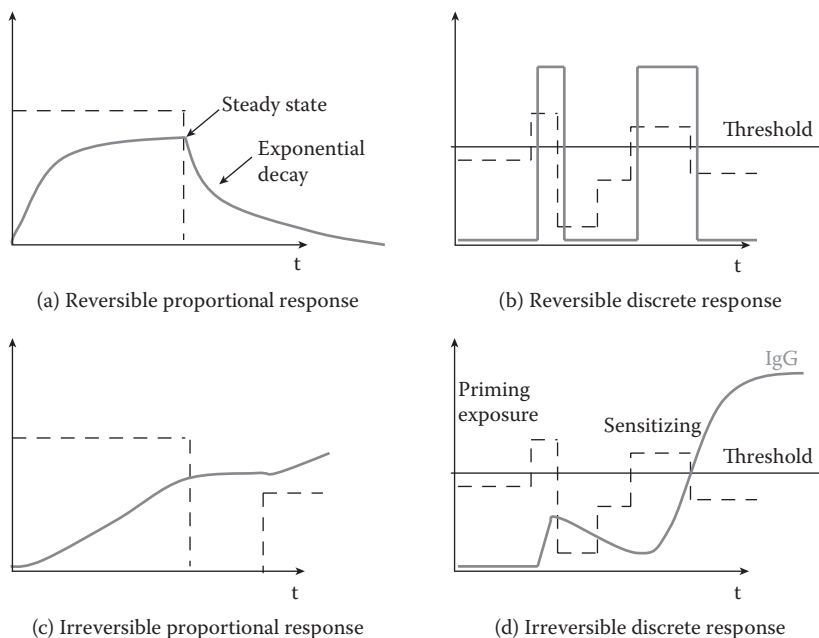 Steady state
Exponential
decay
t
(a) Reversible proportional response
Threshold
t
(b) Reversible discrete response
t
(c) Irreversible proportional response
IgG
Priming
exposure
Sensitizing
Threshold
t
(d) Irreversible discrete response